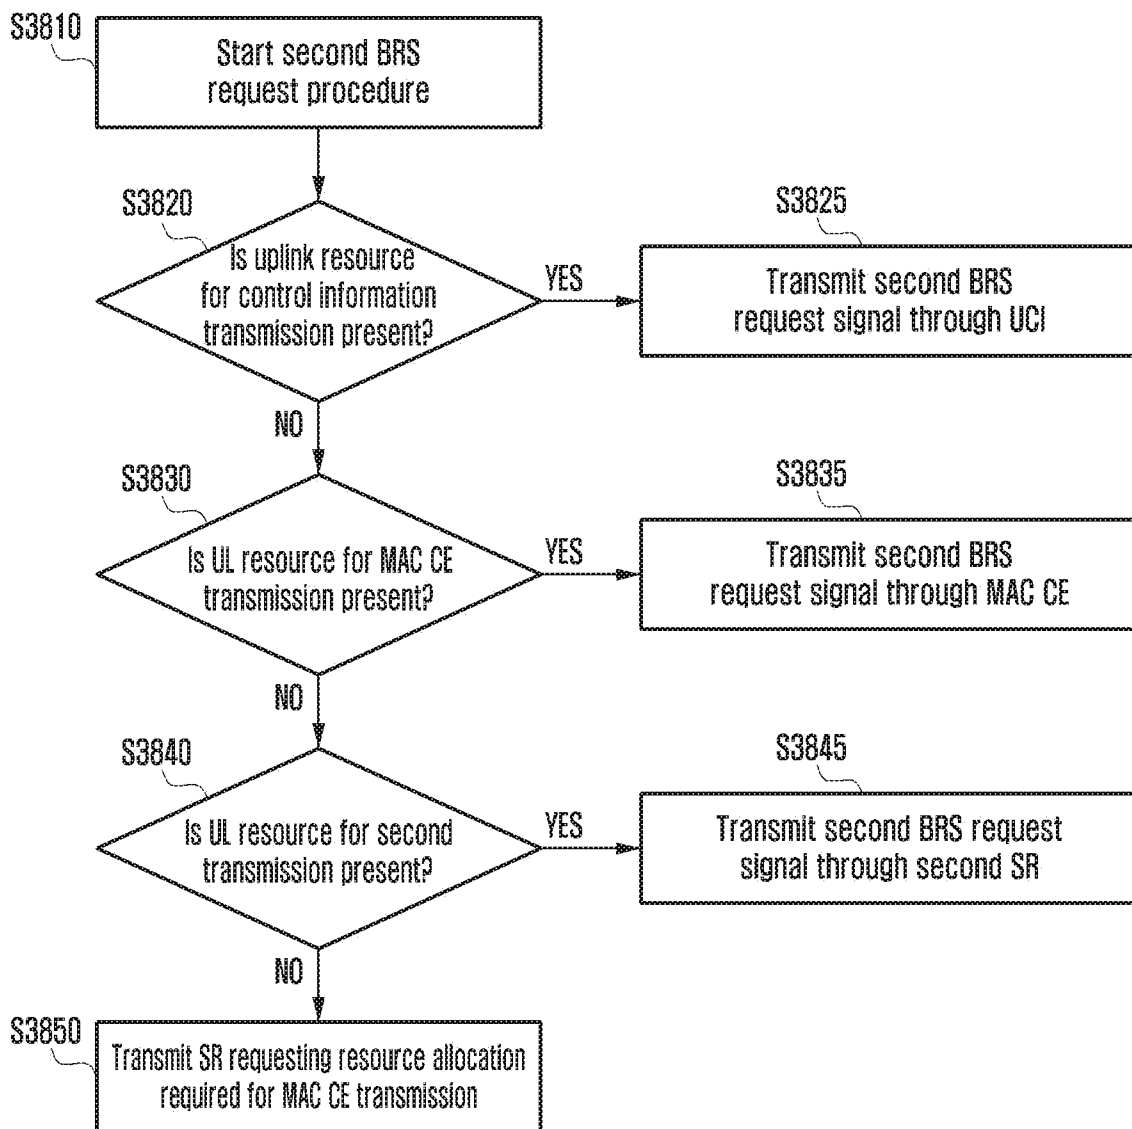 S3810
Start second BRS
request procedure
S3820
Is uplink resource
for control information
transmission present?
YES
S3825
Transmit second BRS
request signal through UCI
NO
S3830
Is UL resource for MAC CE
transmission present?
YES
S3835
Transmit second BRS
request signal through MAC CE
NO
S3840
Is UL resource for second
transmission present?
YES
S3845
Transmit second BRS request
signal through second SR
NO
S3850
Transmit SR requesting resource allocation
required for MAC CE transmission